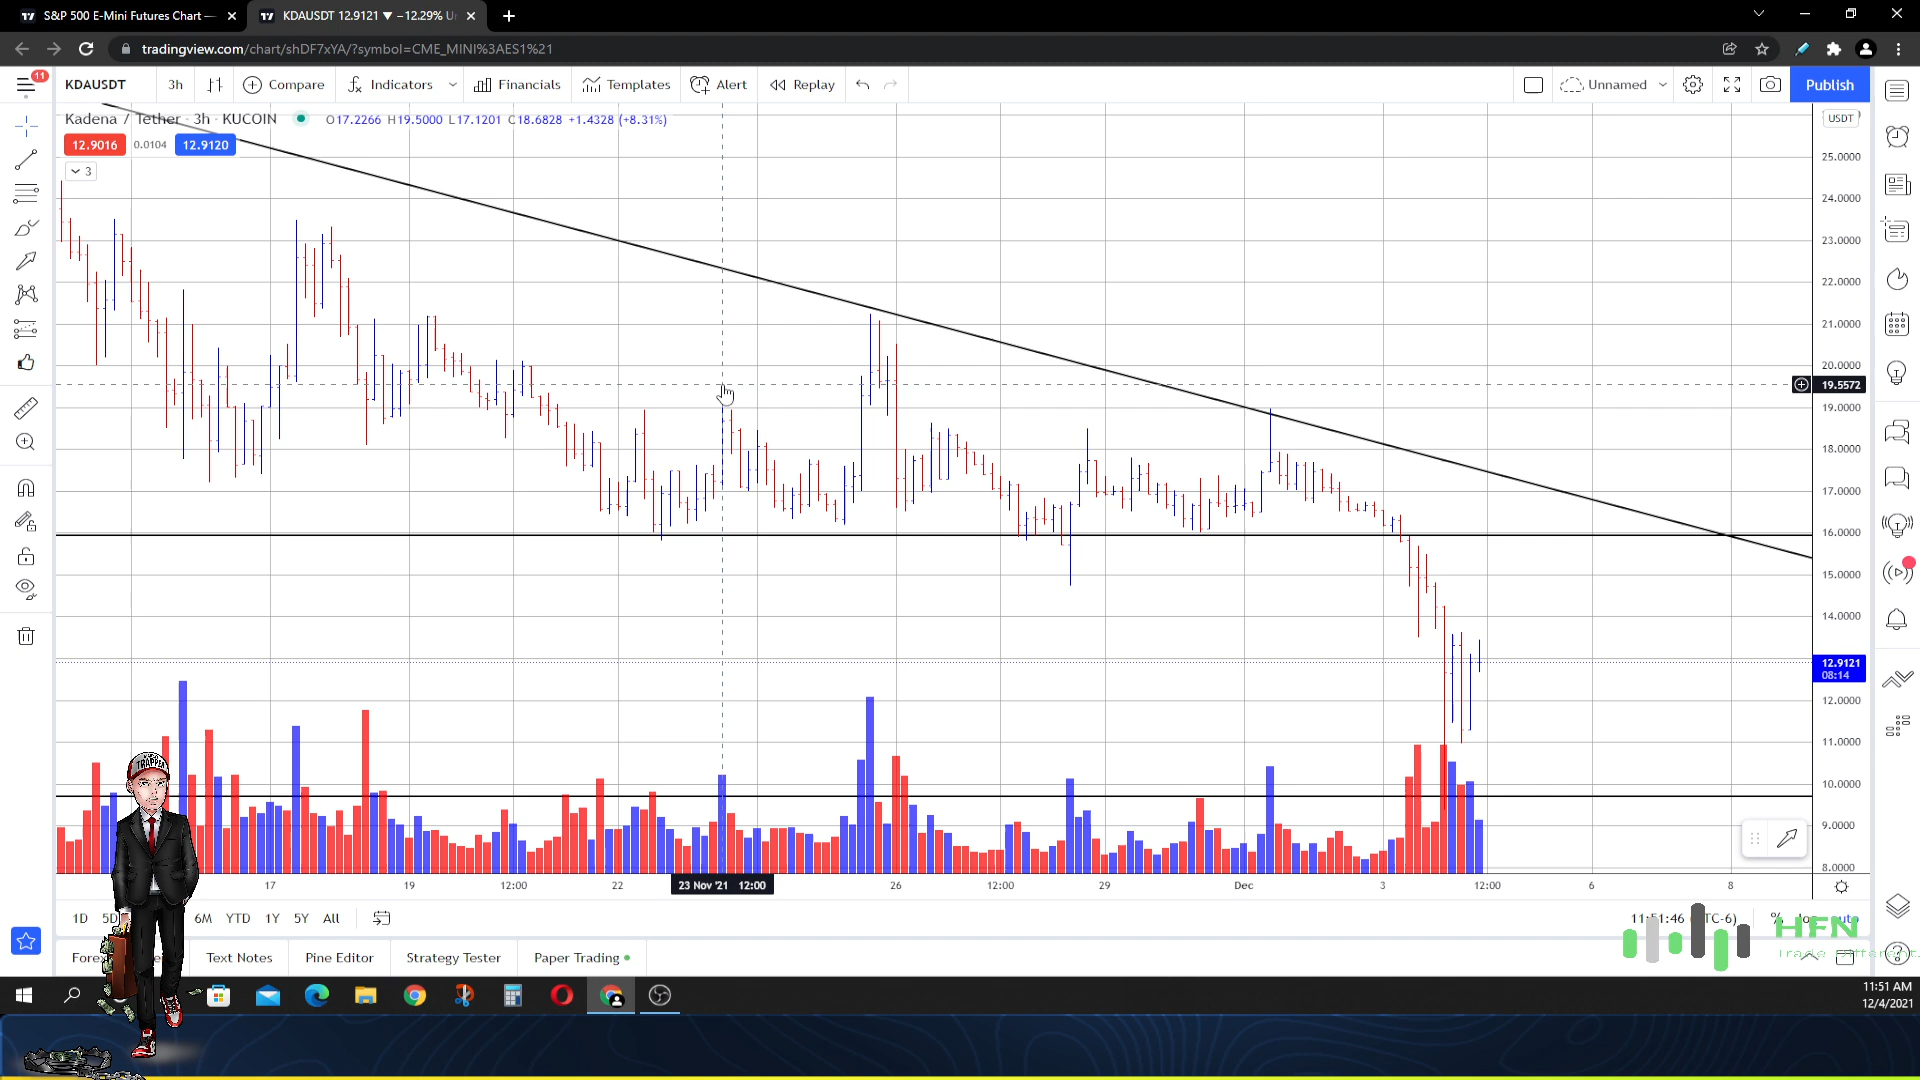 S&P 500 E-Mini Futures Chart —
KDAUSDT 12.9121 ▼ −12.29% U
tradingview.com/chart/shDF7xYA/?symbol=CME_MINI%3AES1%21
11
KDAUSDT
3h
Compare
Indicators
Financials
Templates
Alert
Replay
Unnamed
Publish
Kadena / Tether · 3h · KUCOIN
O17.2266 H19.5000 L17.1201 C18.6828 +1.4328 (+8.31%)
12.9016
0.0104
12.9120
3
USDT
25.0000
24.0000
23.0000
22.0000
21.0000
20.0000
19.5572
19.0000
18.0000
17.0000
16.0000
15.0000
14.0000
12.9121
08:14
12.0000
11.0000
10.0000
9.0000
8.0000
TRAPPER
17
19
12:00
22
23 Nov '21 12:00
26
12:00
29
Dec
3
12:00
6
8
1D
5D
6M
YTD
1Y
5Y
All
%
HFN
Trade Different
Text Notes
Pine Editor
Strategy Tester
Paper Trading
11:51 AM
12/4/2021